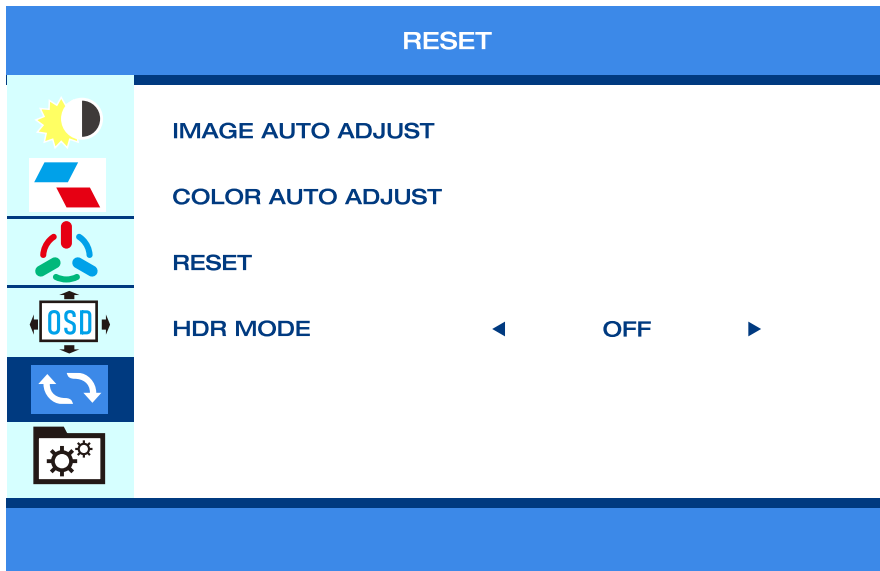 RESET
IMAGE AUTO ADJUST
COLOR AUTO ADJUST
RESET
HDR MODE OFF
OSD